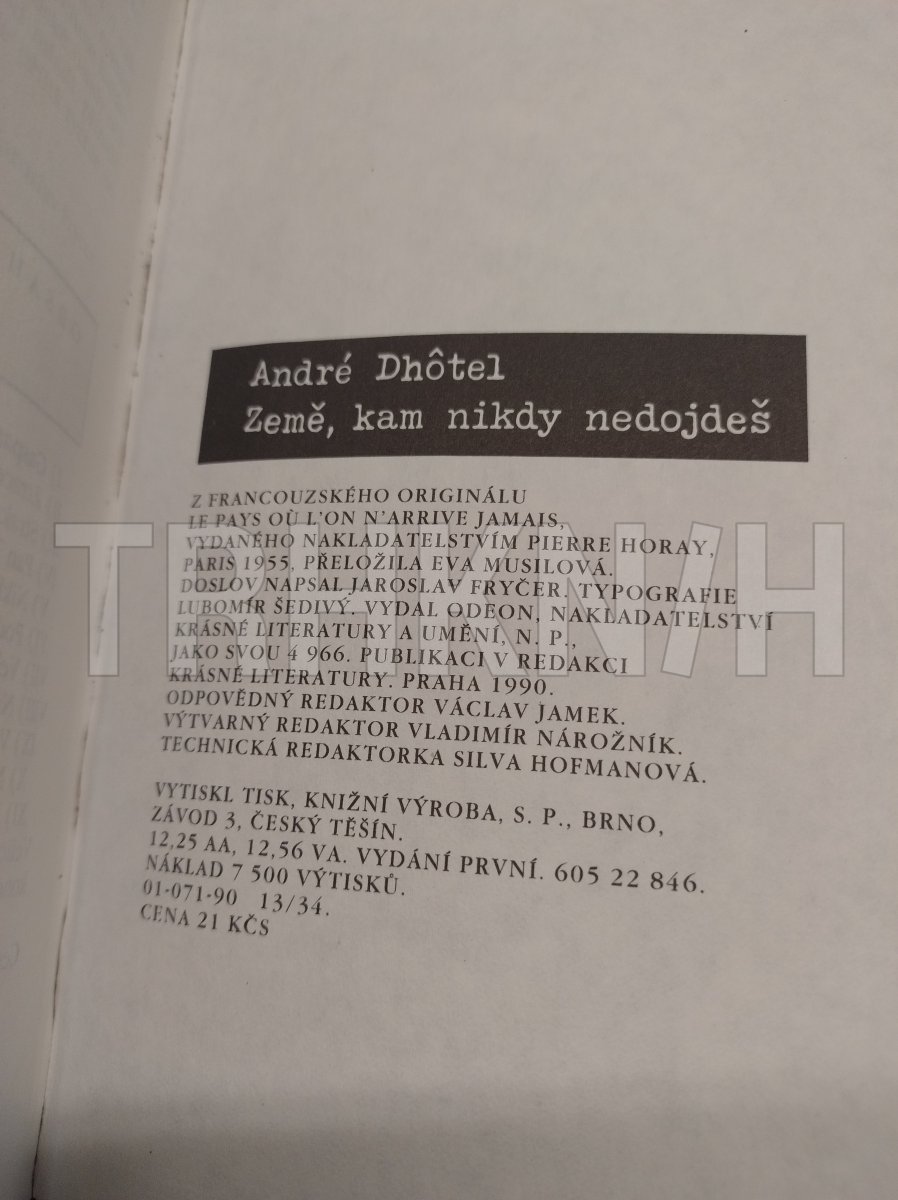 André Dhôtel
Země, kam nikdy nedojdeš
Z FRANCOUZSKÉHO ORIGINÁLU
LE PAYS OÙ L'ON N'ARRIVE JAMAIS,
VYDANÉHO NAKLADATELSTVÍM PIERRE HORAY,
PARIS 1955, PŘELOŽILA EVA MUSILOVÁ.
DOSLOV NAPSAL JAROSLAV FRYČER. TYPOGRAFIE
LUBOMÍR ŠEDIVÝ. VYDAL ODEON, NAKLADATELSTVÍ
KRÁSNÉ LITERATURY A UMĚNÍ, N. P.,
JAKO SVOU 4 966. PUBLIKACI V REDAKCI
KRÁSNÉ LITERATURY. PRAHA 1990.
ODPOVĚDNÝ REDAKTOR VÁCLAV JAMEK.
VÝTVARNÝ REDAKTOR VLADIMÍR NÁROŽNÍK.
TECHNICKÁ REDAKTORKA SILVA HOFMANOVÁ.
VYTISKL TISK, KNIŽNÍ VÝROBA, S. P., BRNO,
ZÁVOD 3, ČESKÝ TĚŠÍN.
12,25 AA, 12,56 VA. VYDÁNÍ PRVNÍ. 605 22 846.
NÁKLAD 7 500 VÝTISKŮ.
01-071-90 13/34.
CENA 21 KČS